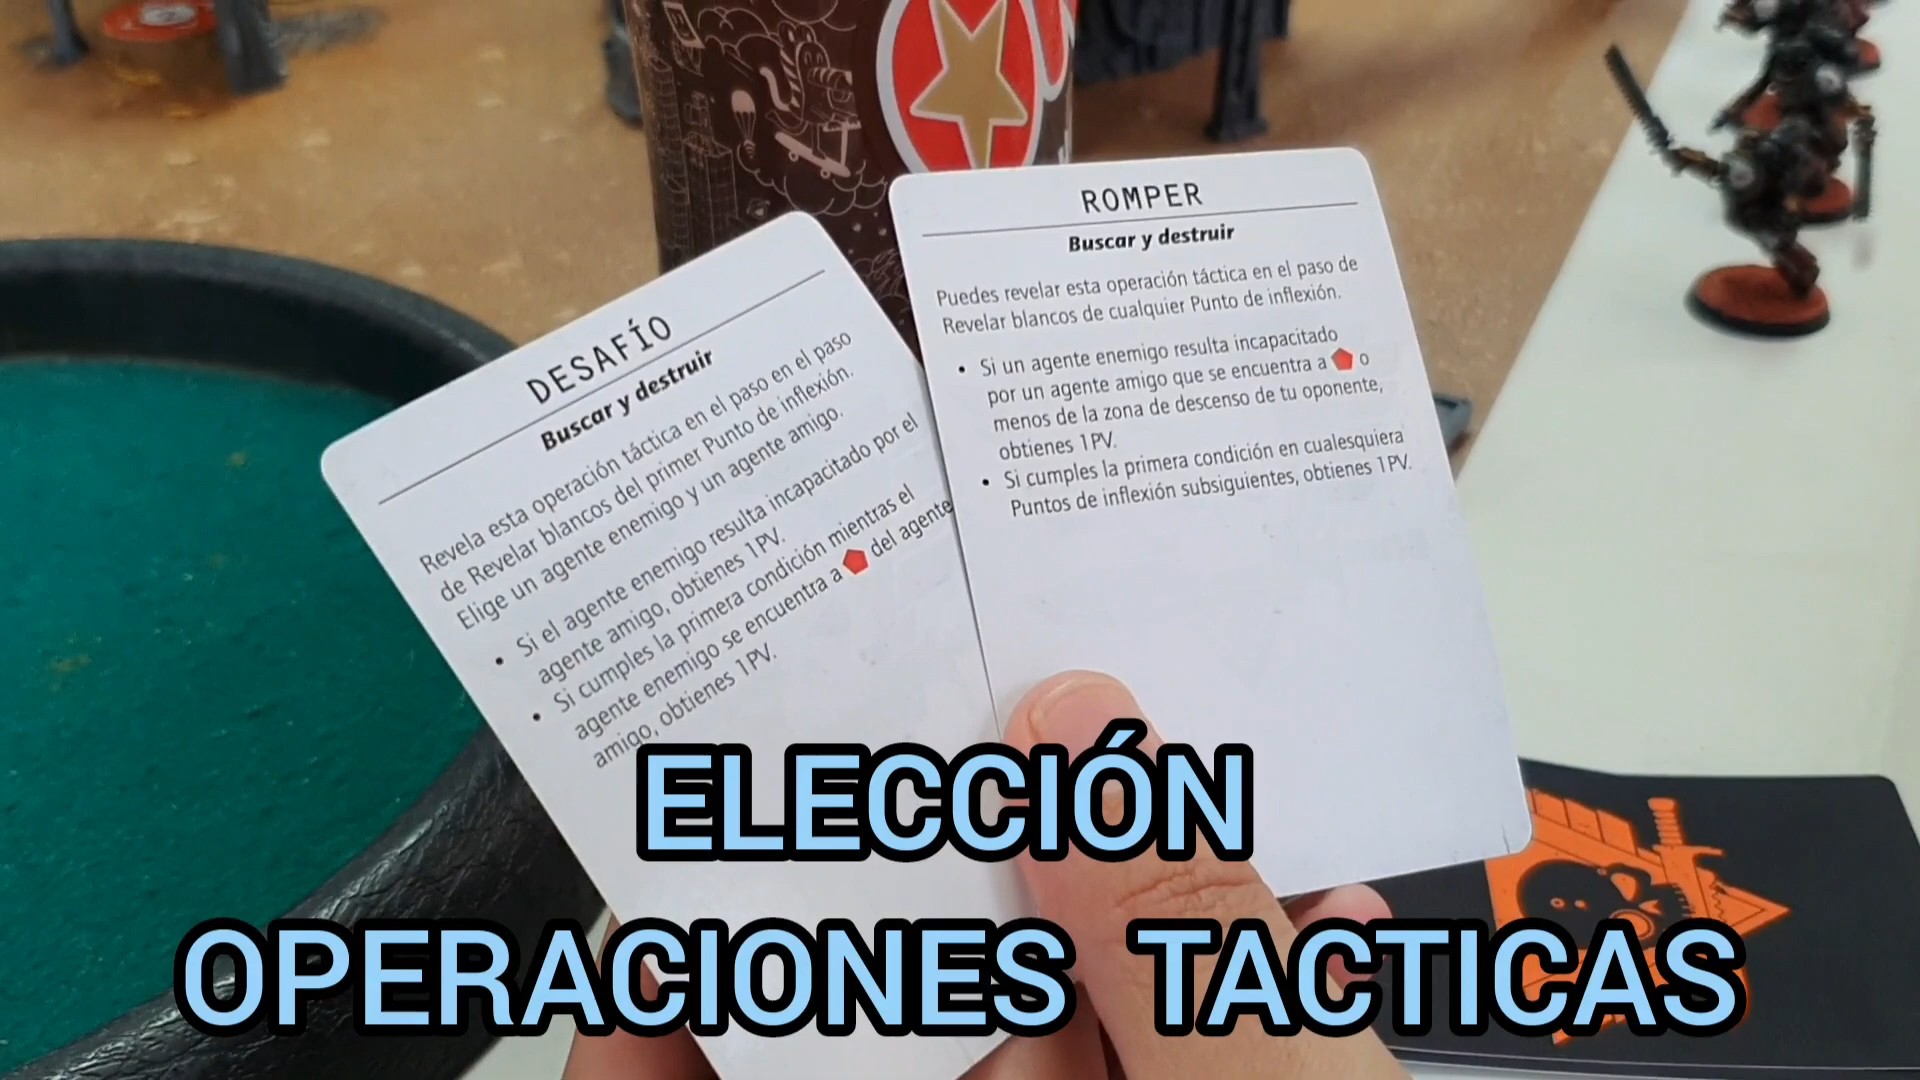 DESAFÍO
Buscar y destruir
Revela esta operación táctica en el paso en el paso
de Revelar blancos del primer Punto de inflexión.
Elige un agente enemigo y un agente amigo.
• Si el agente enemigo resulta incapacitado por el
agente amigo, obtienes 1PV.
• Si cumples la primera condición mientras el
agente enemigo se encuentra a del agente
amigo, obtienes 1PV.
ROMPER
Buscar y destruir
Puedes revelar esta operación táctica en el paso de
Revelar blancos de cualquier Punto de inflexión.
• Si un agente enemigo resulta incapacitado
por un agente amigo que se encuentra a o
menos de la zona de descenso de tu oponente,
obtienes 1PV.
• Si cumples la primera condición en cualesquiera
Puntos de inflexión subsiguientes, obtienes 1PV.
ELECCIÓN
OPERACIONES TACTICAS